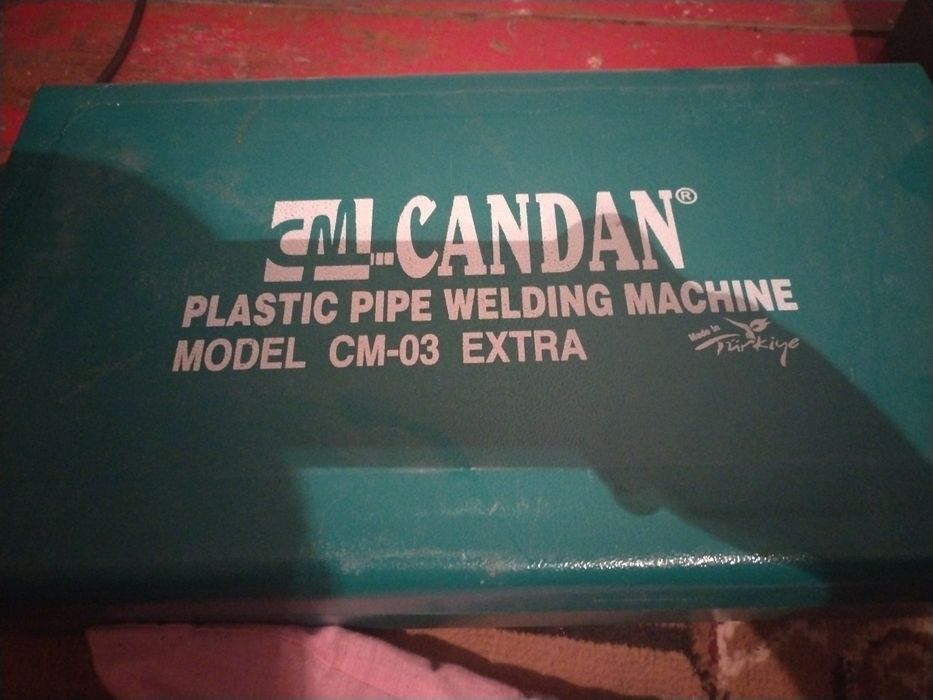 CM...CANDAN®
PLASTIC PIPE WELDING MACHINE
MODEL CM-03 EXTRA
Made in
Türkiye